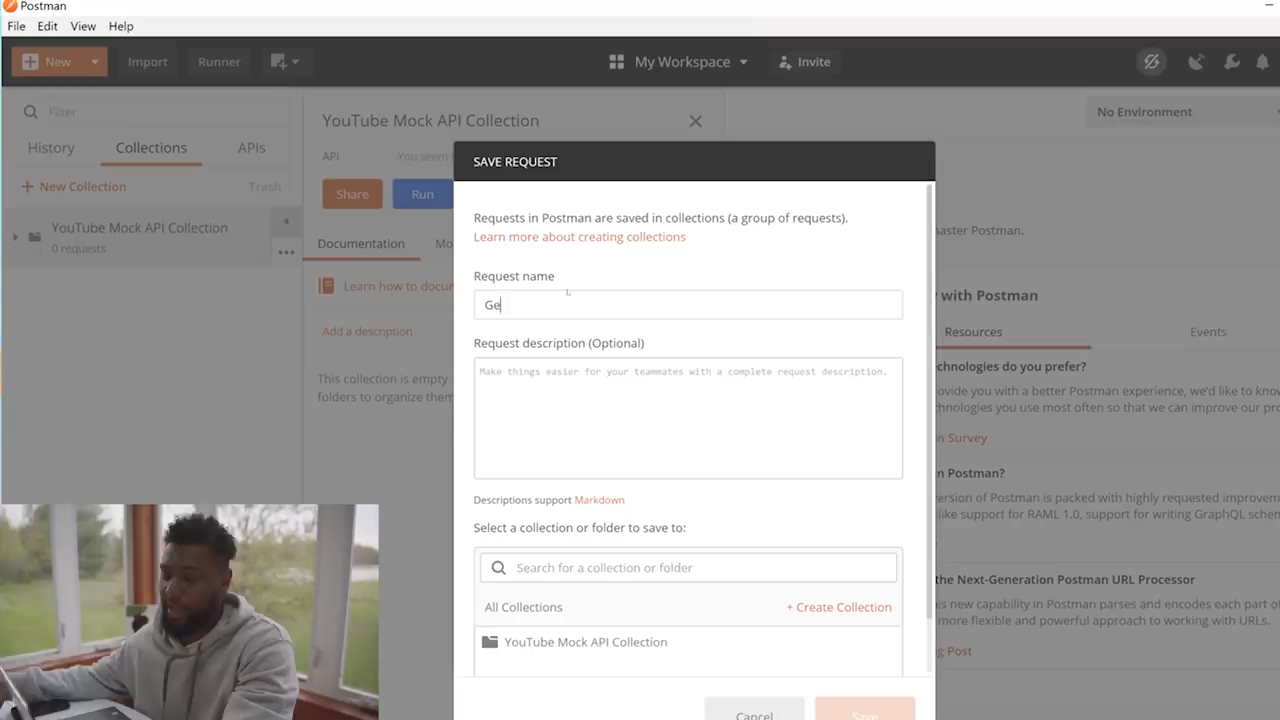 Postman
File Edit View Help
New Import Runner My Workspace Invite
Filter
History Collections APIs
+ New Collection Trash
YouTube Mock API Collection
0 requests
YouTube Mock API Collection
API You seem
Share Run
Documentation Mo
Learn how to docu
Add a description
This collection is empty
folders to organize them
SAVE REQUEST
Requests in Postman are saved in collections (a group of requests).
Learn more about creating collections
Request name
Ge
Request description (Optional)
Make things easier for your teammates with a complete request description.
Descriptions support Markdown
Select a collection or folder to save to:
Search for a collection or folder
All Collections + Create Collection
YouTube Mock API Collection
Cancel Save
No Environment
master Postman.
y with Postman
Resources Events
chnologies do you prefer?
ovide you with a better Postman experience, we'd like to know
chnologies you use most often so that we can improve our pro
n Survey
in Postman?
version of Postman is packed with highly requested improvem
like support for RAML 1.0, support for writing GraphQL schem
the Next-Generation Postman URL Processor
his new capability in Postman parses and encodes each part of
more flexible and powerful approach to working with URLs.
g Post